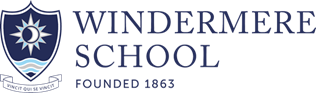 WINDERMERE
SCHOOL
FOUNDED 1863
VINCIT QUI SE VINCIT